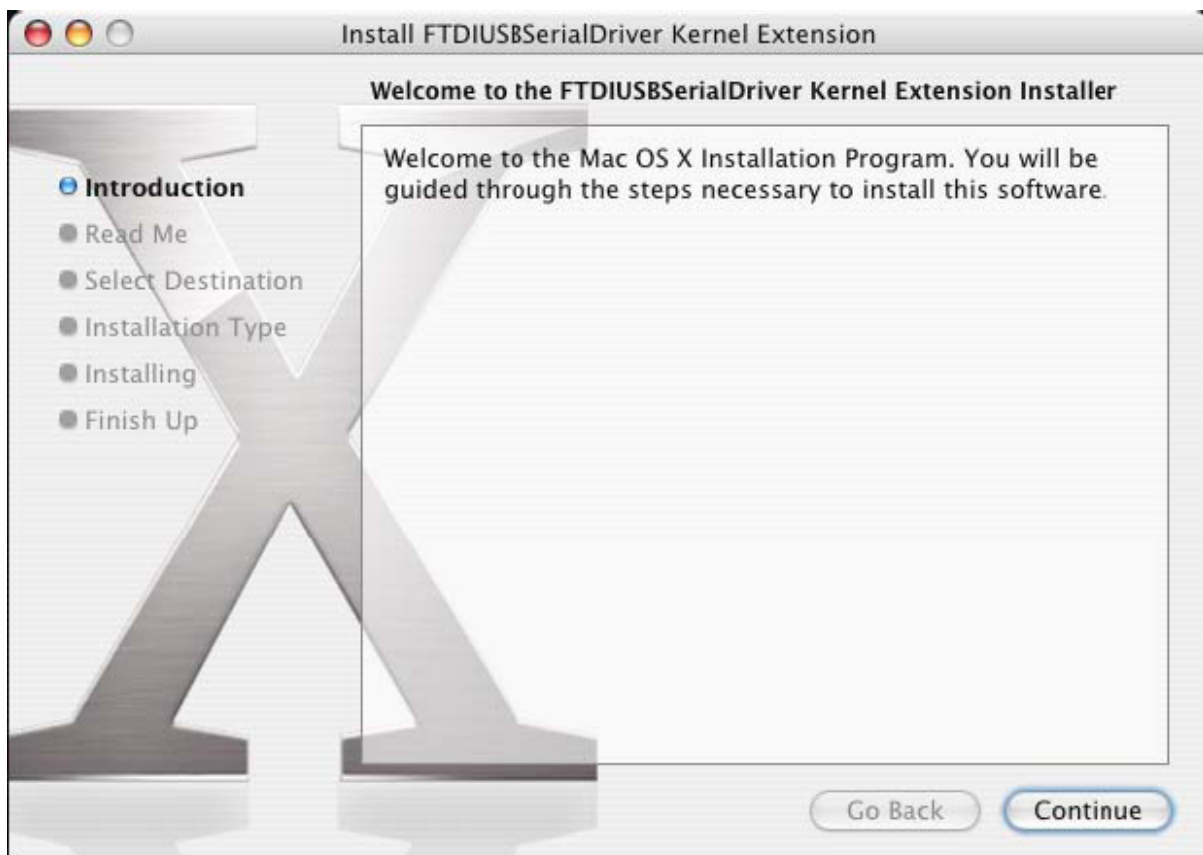 Install FTDIUSBSerialDriver Kernel Extension
Welcome to the FTDIUSBSerialDriver Kernel Extension Installer
Introduction
Read Me
Select Destination
Installation Type
Installing
Finish Up
Welcome to the Mac OS X Installation Program. You will be
guided through the steps necessary to install this software.
Go Back
Continue